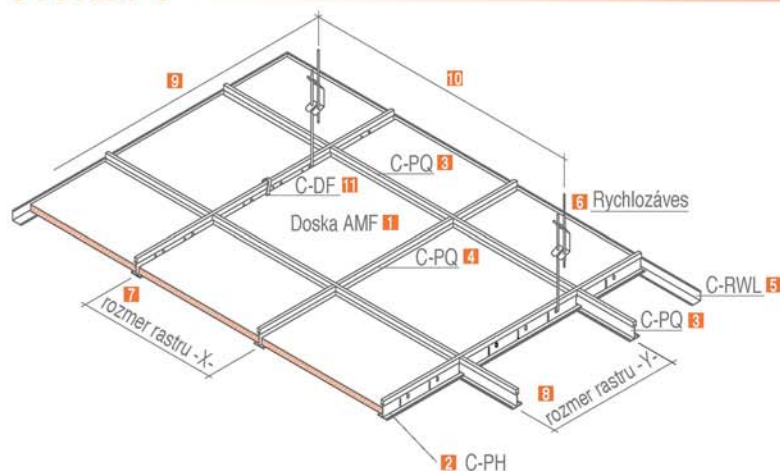 9
10
C-PQ 3
C-DF 11
6 Rychlozáves
Doska AMF 1
C-PQ 4
C-RWL 5
7
rozmer rastru -X-
C-PQ 3
8
rozmer rastru -Y-
2 C-PH